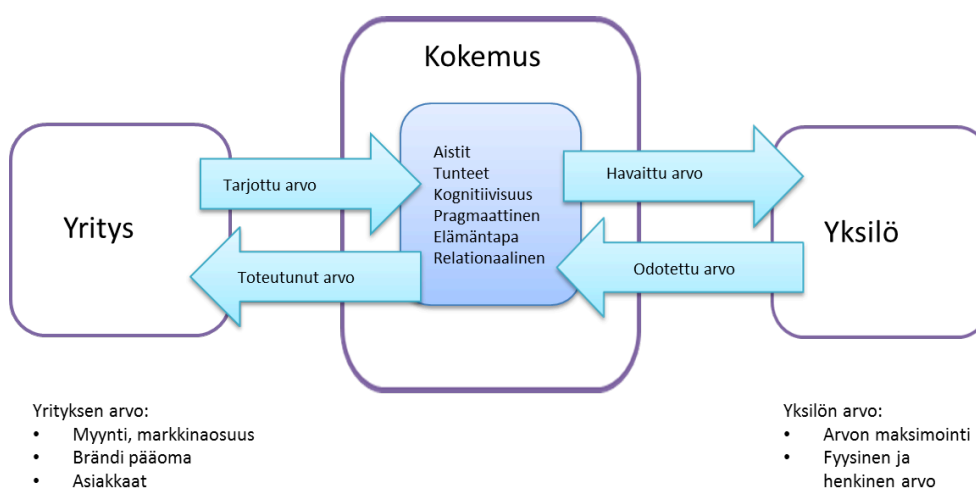 Kokemus
Yritys
Tarjottu arvo
Toteutunut arvo
Aistit
Tunteet
Kognitiivisuus
Pragmaattinen
Elämäntapa
Relationaalinen
Havaittu arvo
Odotettu arvo
Yksilö
Yrityksen arvo:
• Myynti, markkinaosuus
• Brändi pääoma
• Asiakkaat
Yksilön arvo:
• Arvon maksimointi
• Fyysinen ja
henkinen arvo